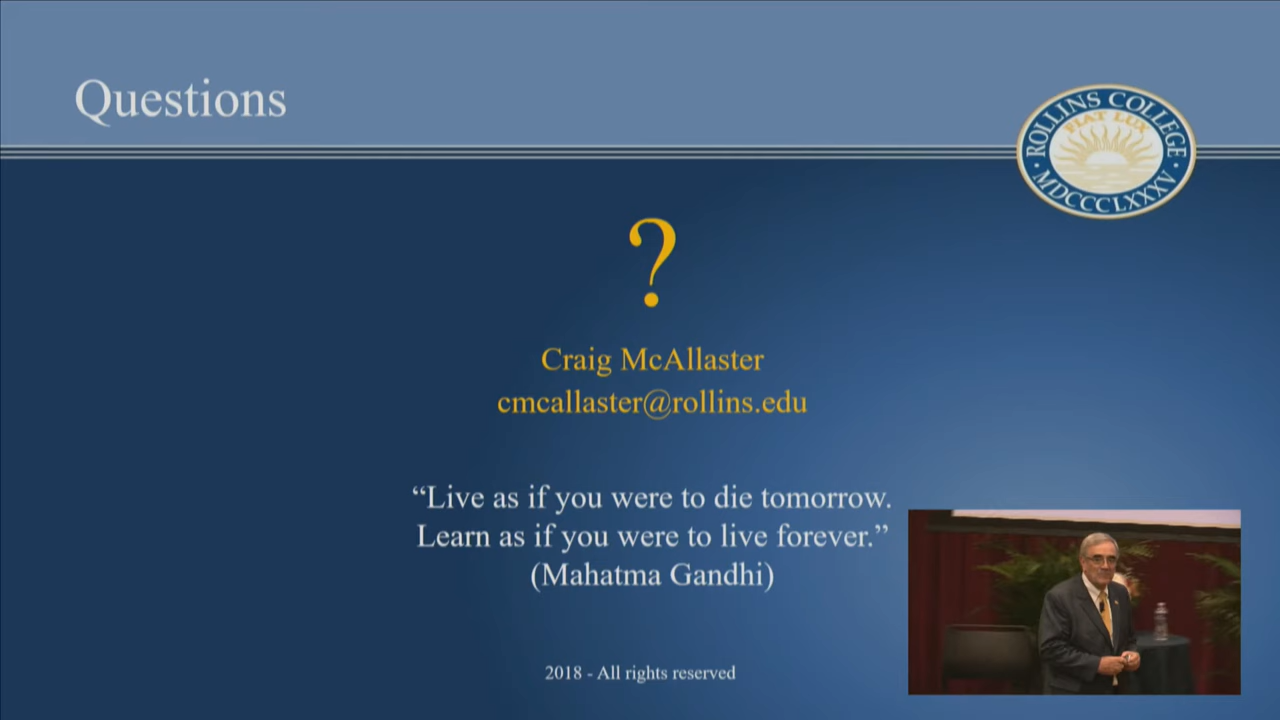 Questions
ROLLINS COLLEGE
FIAT LUX
· MDCCCLXXXV ·
?
Craig McAllaster
cmcallaster@rollins.edu
“Live as if you were to die tomorrow.
Learn as if you were to live forever.”
(Mahatma Gandhi)
2018 - All rights reserved